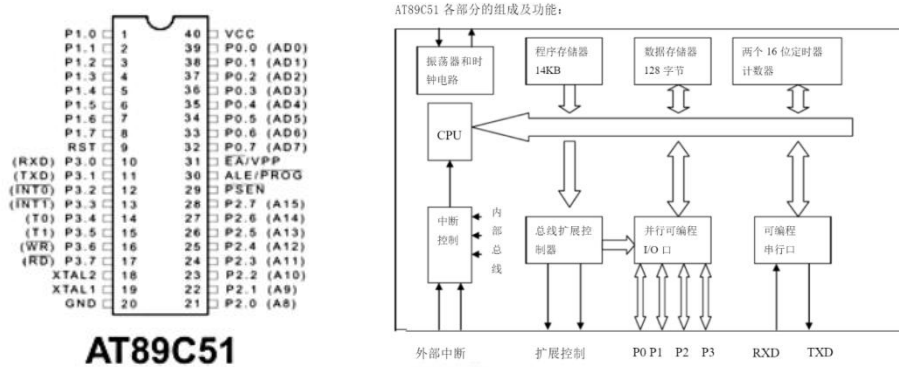 P1.0 1 40 VCC
P1.1 2 39 P0.0 (AD0)
P1.2 3 38 P0.1 (AD1)
P1.3 4 37 P0.2 (AD2)
P1.4 5 36 P0.3 (AD3)
P1.5 6 35 P0.4 (AD4)
P1.6 7 34 P0.5 (AD5)
P1.7 8 33 P0.6 (AD6)
RST 9 32 P0.7 (AD7)
(RXD) P3.0 10 31 EA/VPP
(TXD) P3.1 11 30 ALE/PROG
(INT0) P3.2 12 29 PSEN
(INT1) P3.3 13 28 P2.7 (A15)
(T0) P3.4 14 27 P2.6 (A14)
(T1) P3.5 15 26 P2.5 (A13)
(WR) P3.6 16 25 P2.4 (A12)
(RD) P3.7 17 24 P2.3 (A11)
XTAL2 18 23 P2.2 (A10)
XTAL1 19 22 P2.1 (A9)
GND 20 21 P2.0 (A8)
AT89C51
AT89C51 各部分的组成及功能：
振荡器和时
钟电路
程序存储器
14KB
数据存储器
128 字节
两个 16 位定时器
计数器
CPU
中断
控制
内部总线
总线扩展控
制器
并行可编程
I/O 口
可编程
串行口
外部中断
扩展控制
P0 P1 P2 P3
RXD
TXD